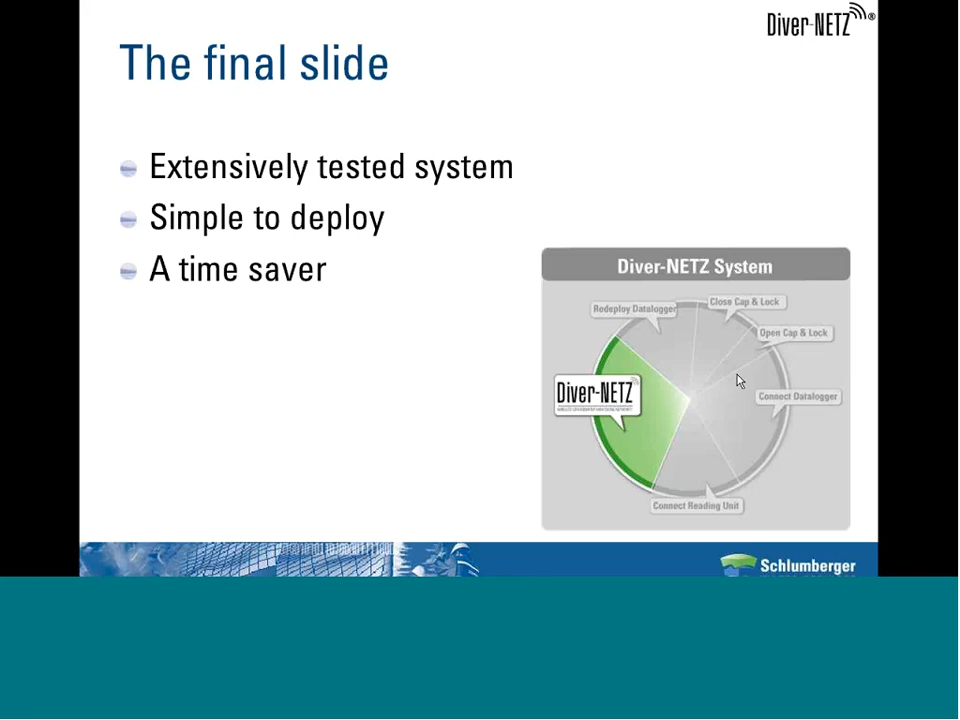 Diver-NETZ®
The final slide
Extensively tested system
Simple to deploy
A time saver
Diver-NETZ System
Redeploy Datalogger
Close Cap & Lock
Open Cap & Lock
Diver-NETZ
Connect Datalogger
Connect Reading Unit
Schlumberger